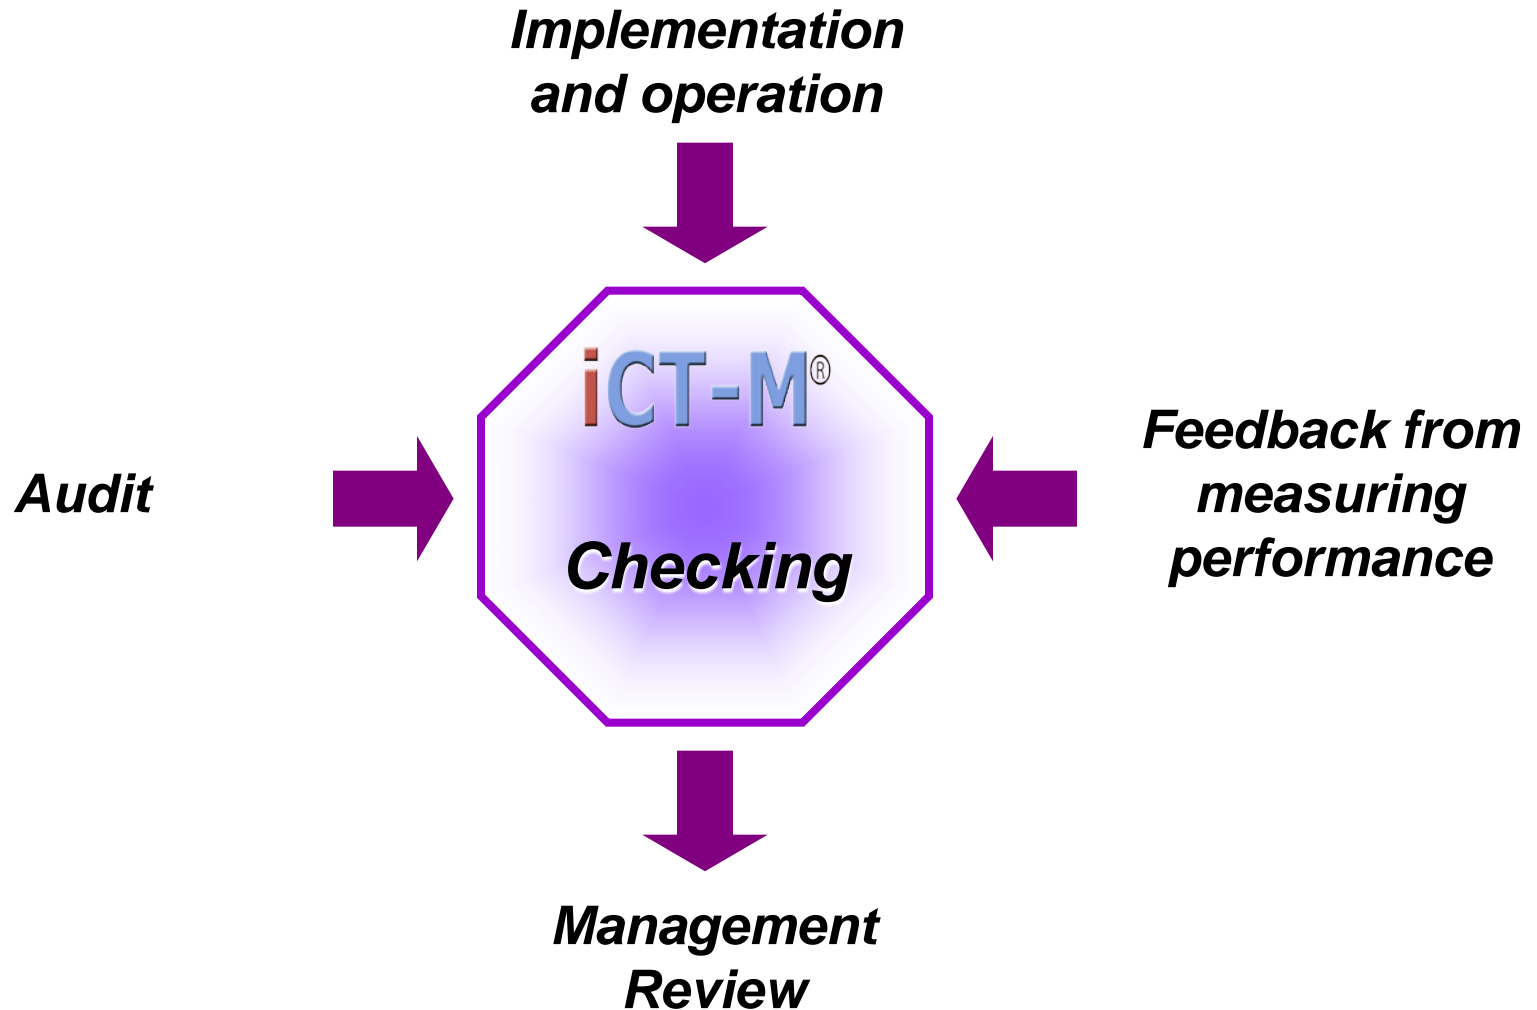 Implementation
and operation
iCT-M®
Audit
Feedback from
measuring
performance
Checking
Management
Review